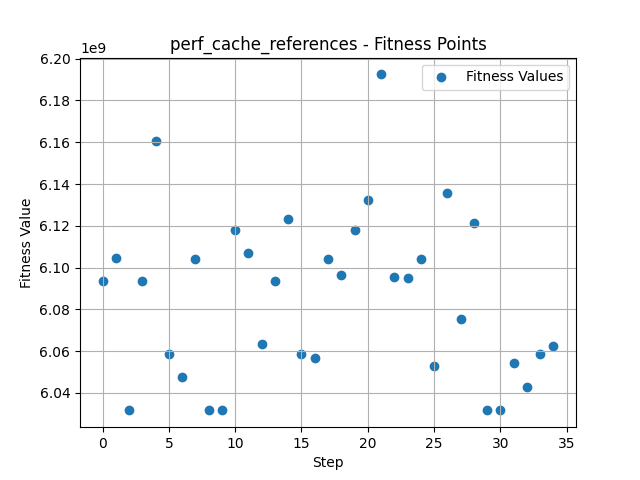 perf_cache_references - Fitness Points
1e9
6.20
6.18
6.16
6.14
6.12
6.10
6.08
6.06
6.04
Fitness Value
Fitness Values
0 5 10 15 20 25 30 35
Step